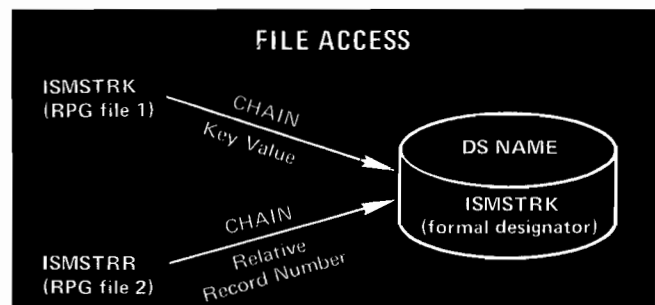 FILE ACCESS
ISMSTRK
(RPG file 1)
CHAIN
Key Value
DS NAME
ISMSTRK
(formal designator)
CHAIN
Relative
Record Number
ISMSTRR
(RPG file 2)